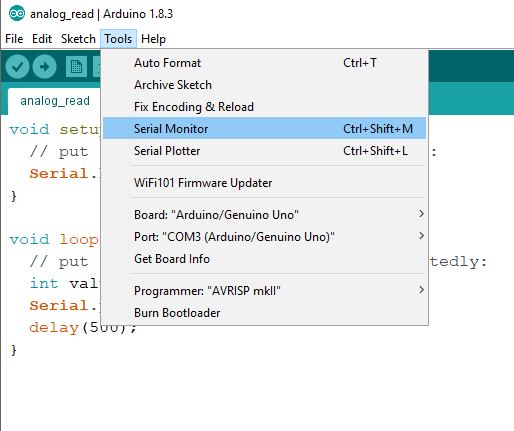 analog_read | Arduino 1.8.3
File Edit Sketch Tools Help
analog_read
Auto Format Ctrl+T
Archive Sketch
Fix Encoding & Reload
Serial Monitor Ctrl+Shift+M
Serial Plotter Ctrl+Shift+L
WiFi101 Firmware Updater
Board: "Arduino/Genuino Uno"
Port: "COM3 (Arduino/Genuino Uno)"
Get Board Info
Programmer: "AVRISP mkII"
Burn Bootloader
void setup
// put :
Serial.
}
void loop
// put tedly:
int val
Serial.
delay(500);
}